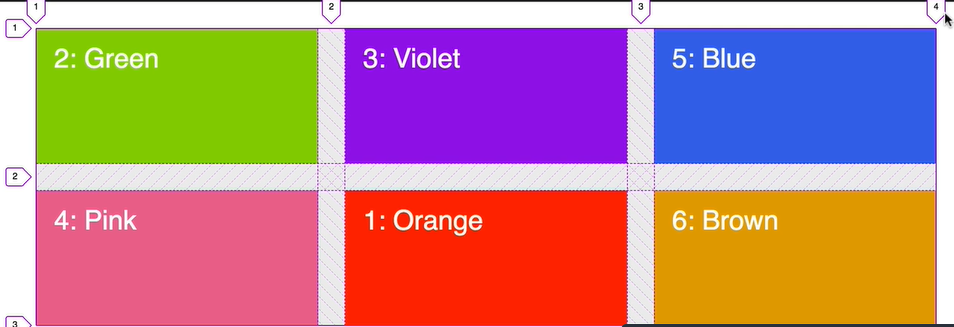 1 2 3 4
1
2: Green 3: Violet 5: Blue
2
4: Pink 1: Orange 6: Brown
3